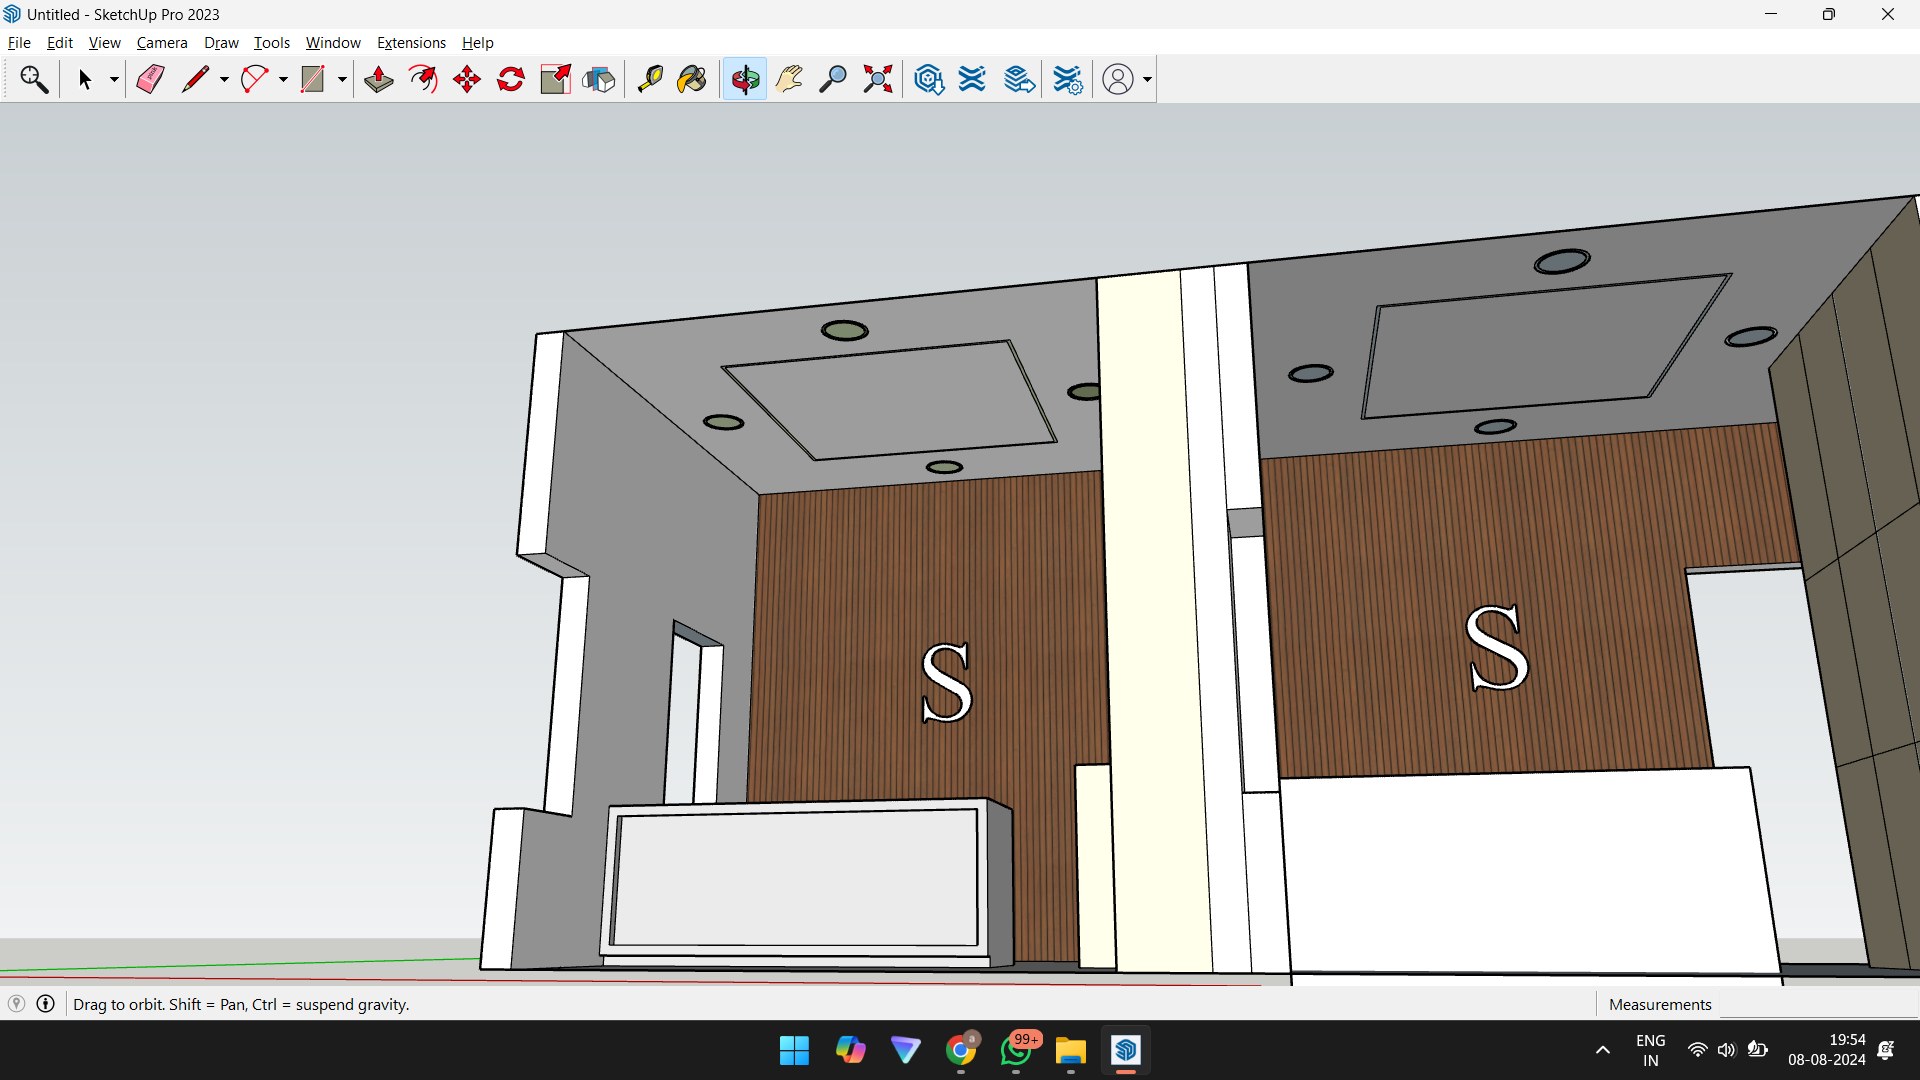 Untitled - SketchUp Pro 2023
File Edit View Camera Draw Tools Window Extensions Help
S
S
Drag to orbit. Shift = Pan, Ctrl = suspend gravity.
Measurements
a
99+
ENG
IN
19:54
08-08-2024